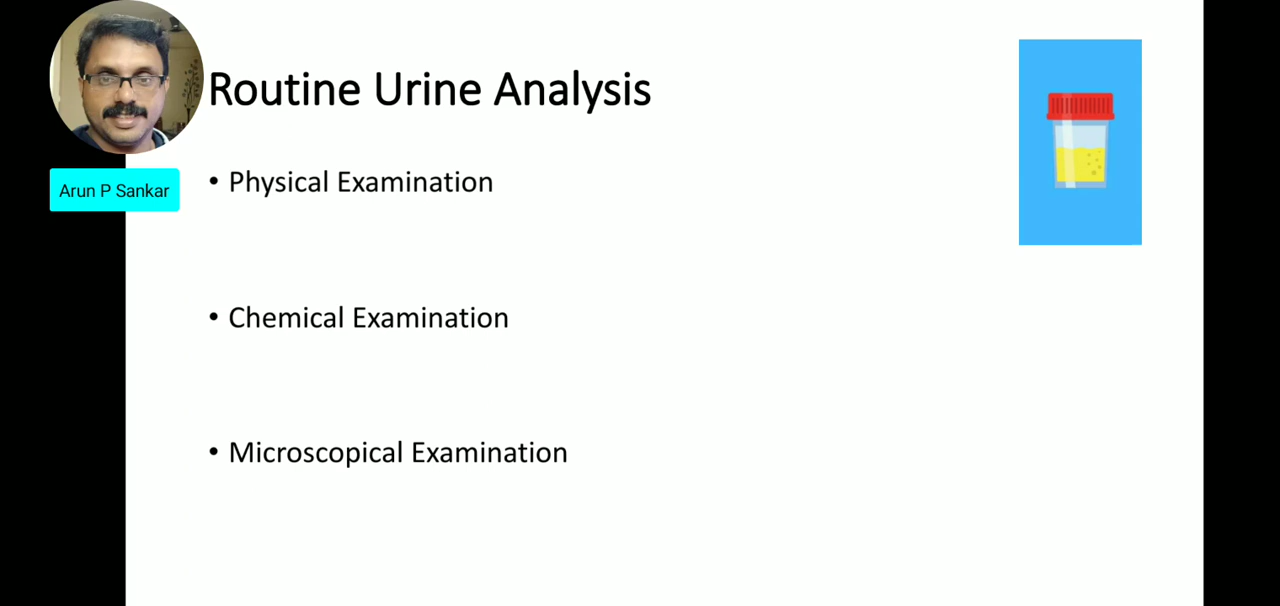 Routine Urine Analysis
Arun P Sankar
• Physical Examination
• Chemical Examination
• Microscopical Examination